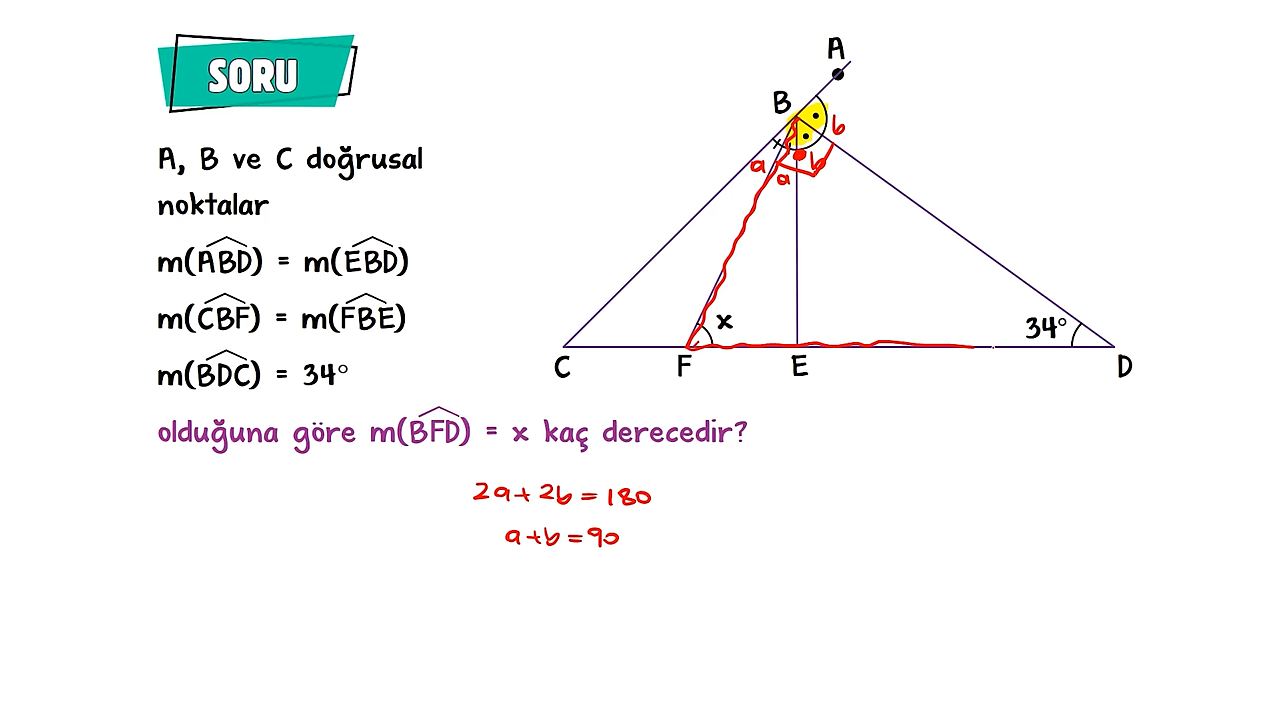 SORU
A, B ve C doğrusal
noktalar
m(ABD) = m(EBD)
m(CBF) = m(FBE)
m(BDC) = 34°
olduğuna göre m(BFD) = x kaç derecedir?
2a + 2b = 180
a + b = 90
A
B
b
a
b
a
x
34°
C
F
E
D